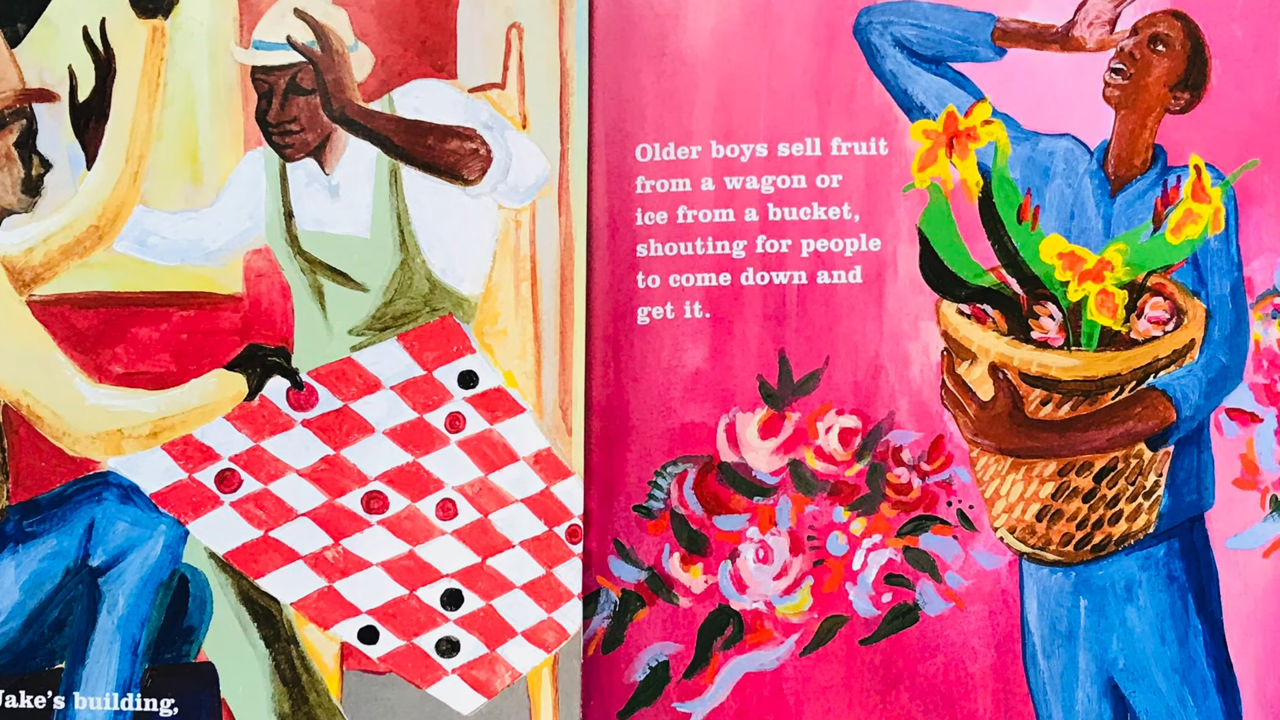 Jake's building,
Older boys sell fruit
from a wagon or
ice from a bucket,
shouting for people
to come down and
get it.